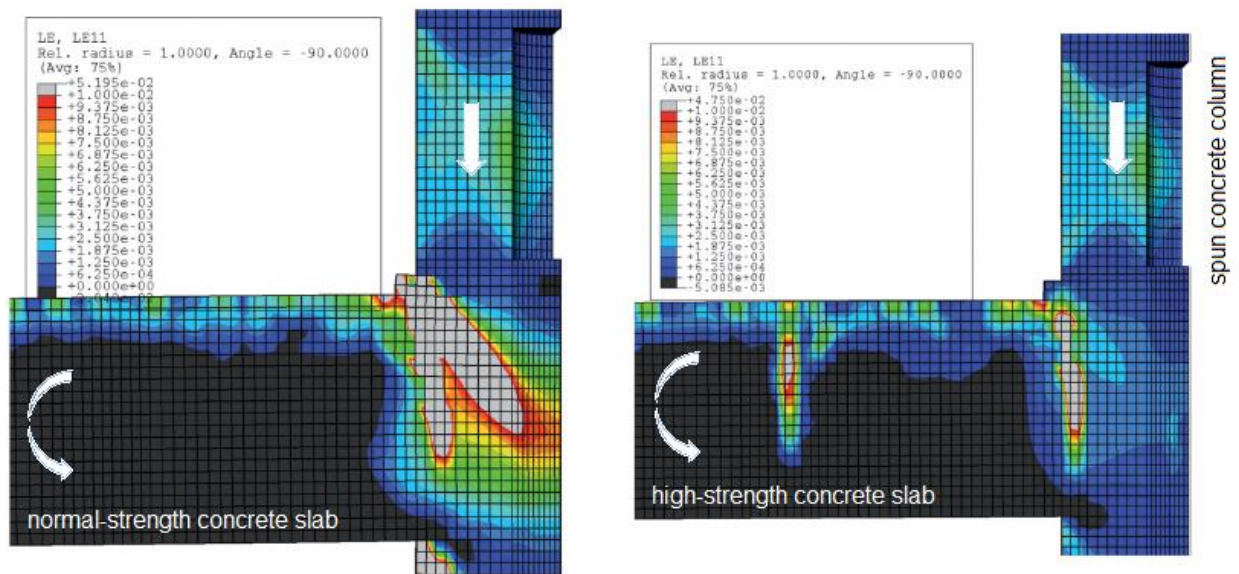 LE, LE11
Rel. radius = 1.0000, Angle = -90.0000
(Avg: 75%)
+5.195e-02
+1.000e-02
+9.375e-03
+8.750e-03
+8.125e-03
+7.500e-03
+6.875e-03
+6.250e-03
+5.625e-03
+5.000e-03
+4.375e-03
+3.750e-03
+3.125e-03
+2.500e-03
+1.875e-03
+1.250e-03
+6.250e-04
+0.000e+00
normal-strength concrete slab
LE, LE11
Rel. radius = 1.0000, Angle = -90.0000
(Avg: 75%)
+4.750e-02
+1.000e-02
+9.375e-03
+8.750e-03
+8.125e-03
+7.500e-03
+6.875e-03
+6.250e-03
+5.625e-03
+5.000e-03
+4.375e-03
+3.750e-03
+3.125e-03
+2.500e-03
+1.875e-03
+1.250e-03
+6.250e-04
+0.000e+00
-5.085e-03
high-strength concrete slab
spun concrete column